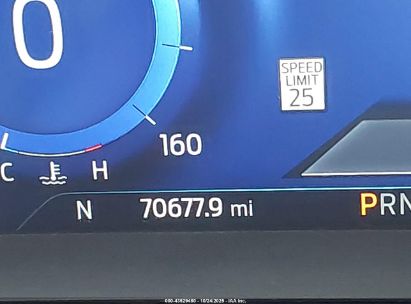 0
SPEED
LIMIT
25
160
C H
N 70677.9 mi PRN